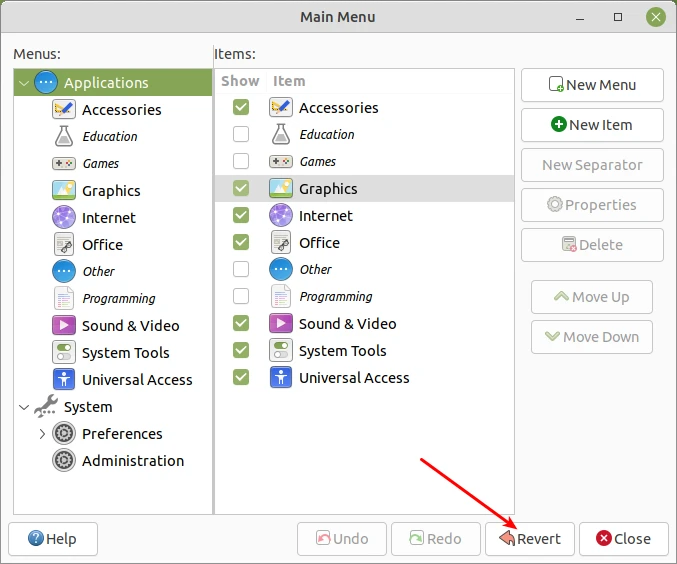 Main Menu
Menus:
Items:
Applications
Accessories
Education
Games
Graphics
Internet
Office
Other
Programming
Sound & Video
System Tools
Universal Access
System
Preferences
Administration
Show Item
Accessories
Education
Games
Graphics
Internet
Office
Other
Programming
Sound & Video
System Tools
Universal Access
New Menu
New Item
New Separator
Properties
Delete
Move Up
Move Down
Help
Undo
Redo
Revert
Close